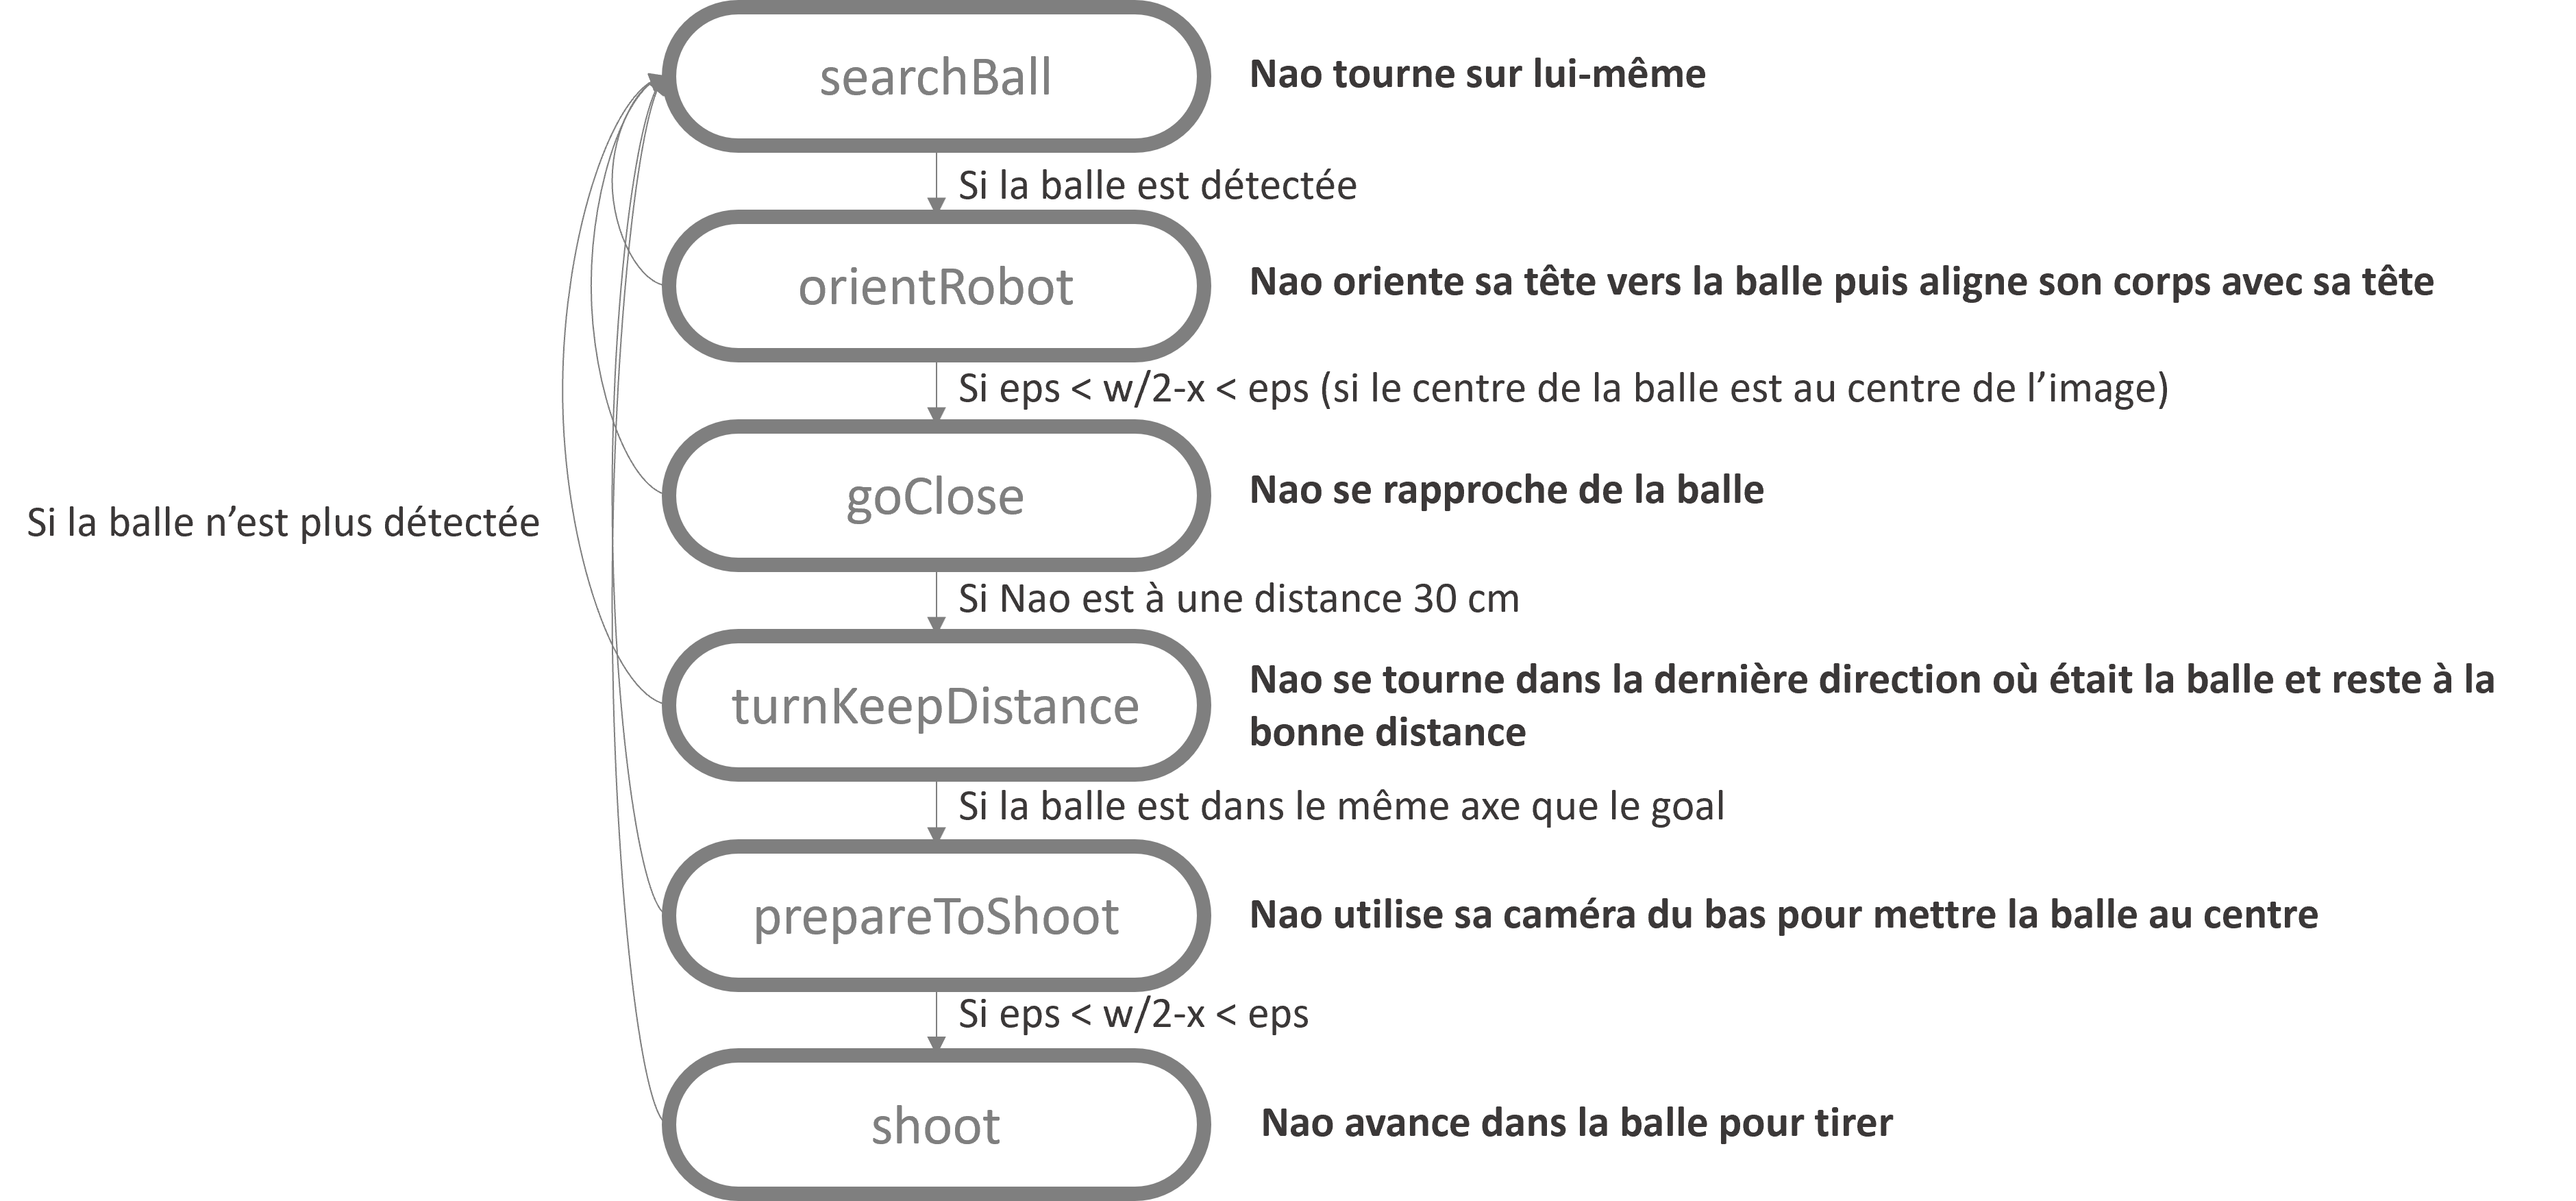 searchBall
Nao tourne sur lui-même
Si la balle est détectée
orientRobot
Nao oriente sa tête vers la balle puis aligne son corps avec sa tête
Si eps < w/2-x < eps (si le centre de la balle est au centre de l’image)
goClose
Nao se rapproche de la balle
Si la balle n’est plus détectée
Si Nao est à une distance 30 cm
turnKeepDistance
Nao se tourne dans la dernière direction où était la balle et reste à la
bonne distance
Si la balle est dans le même axe que le goal
prepareToShoot
Nao utilise sa caméra du bas pour mettre la balle au centre
Si eps < w/2-x < eps
shoot
Nao avance dans la balle pour tirer